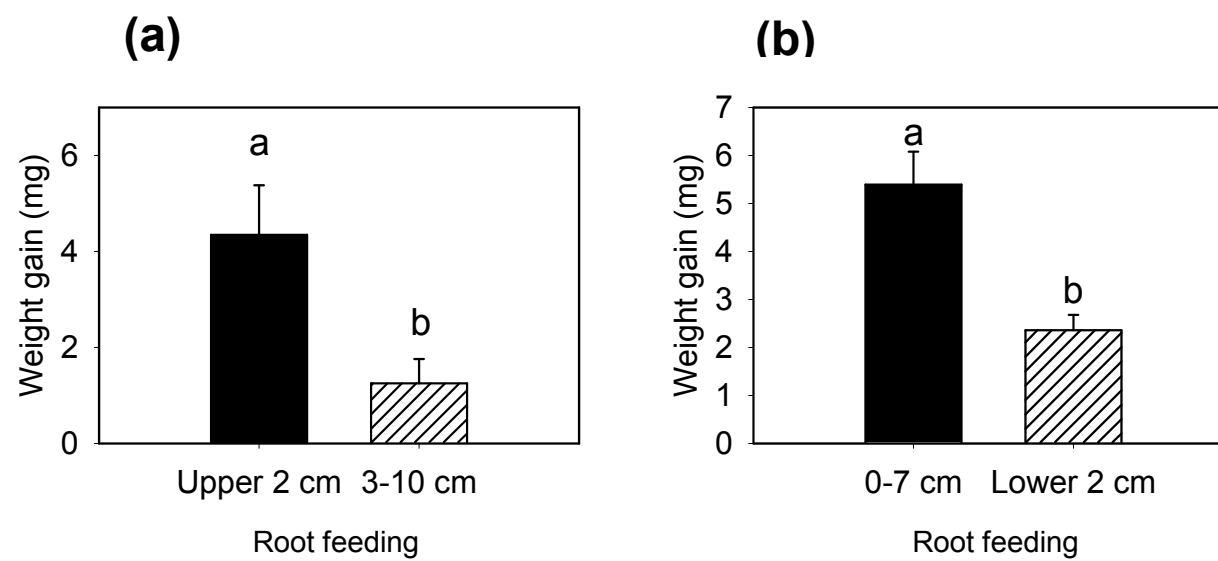 (a)
Weight gain (mg)
6
4
2
0
a
b
Upper 2 cm 3-10 cm
Root feeding
(b)
Weight gain (mg)
7
6
5
4
3
2
1
0
a
b
0-7 cm Lower 2 cm
Root feeding